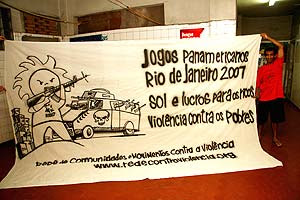 Jogos Panamericanos
Rio de Janeiro 2007
Sol e lucros para os ricos
Violência contra os Pobres
Rede de Comunidades e Movimentos Contra a Violência
www.redecontraviolencia.org